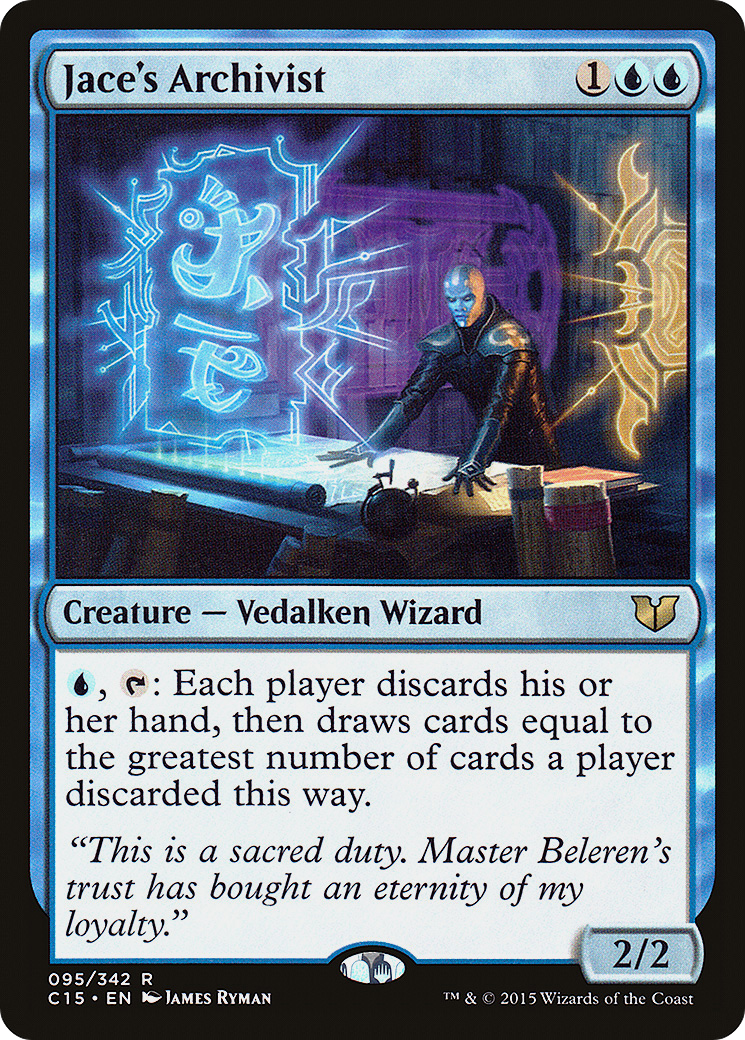 Jace's Archivist 1
Creature — Vedalken Wizard
, : Each player discards his or
her hand, then draws cards equal to
the greatest number of cards a player
discarded this way.
“This is a sacred duty. Master Beleren’s
trust has bought an eternity of my
loyalty.”
2/2
095/342 R
C15 • EN JAMES RYMAN
™ & © 2015 Wizards of the Coast